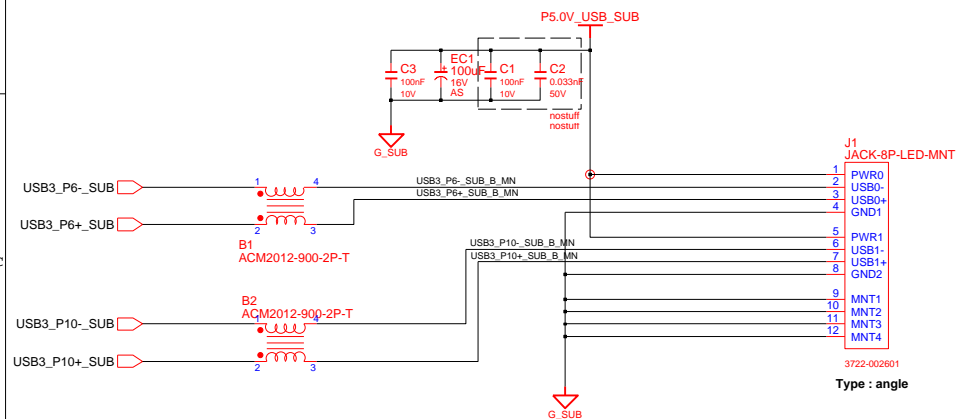 P5.0V_USB_SUB
C3
100nF
10V
EC1
100uF
16V
AS
C1
100nF
10V
C2
0.033nF
50V
nostuff
nostuff
G_SUB
J1
JACK-8P-LED-MNT
1 PWR0
2 USB0-
3 USB0+
4 GND1
5 PWR1
6 USB1-
7 USB1+
8 GND2
9 MNT1
10 MNT2
11 MNT3
12 MNT4
3722-002601
Type : angle
USB3_P6-_SUB
1
4
USB3_P6-_SUB_B_MN
USB3_P6+_SUB_B_MN
USB3_P6+_SUB
2
3
B1
ACM2012-900-2P-T
USB3_P10-_SUB_B_MN
USB3_P10+_SUB_B_MN
B2
ACM2012-900-2P-T
USB3_P10-_SUB
1
4
USB3_P10+_SUB
2
3
G_SUB